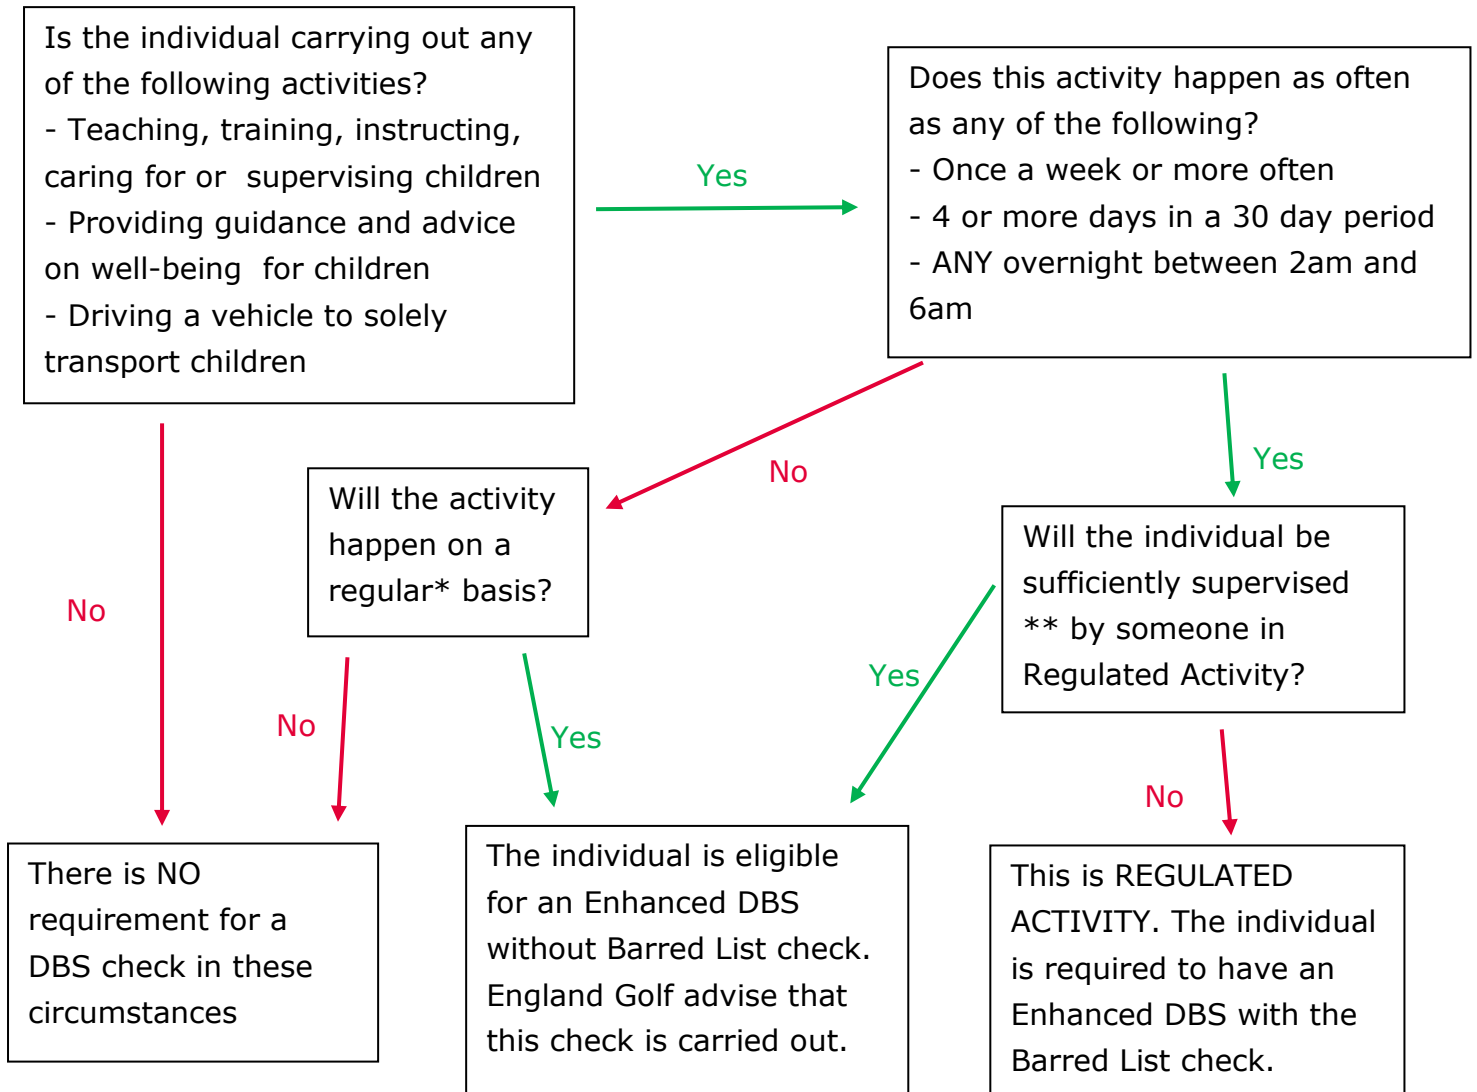 Is the individual carrying out any
of the following activities?
- Teaching, training, instructing,
caring for or  supervising children
- Providing guidance and advice
on well-being  for children
- Driving a vehicle to solely
transport children
Yes
Does this activity happen as often
as any of the following?
- Once a week or more often
- 4 or more days in a 30 day period
- ANY overnight between 2am and
6am
No
No
Yes
Will the activity
happen on a
regular* basis?
Will the individual be
sufficiently supervised
** by someone in
Regulated Activity?
No
Yes
Yes
No
There is NO
requirement for a
DBS check in these
circumstances
The individual is eligible
for an Enhanced DBS
without Barred List check.
England Golf advise that
this check is carried out.
This is REGULATED
ACTIVITY. The individual
is required to have an
Enhanced DBS with the
Barred List check.